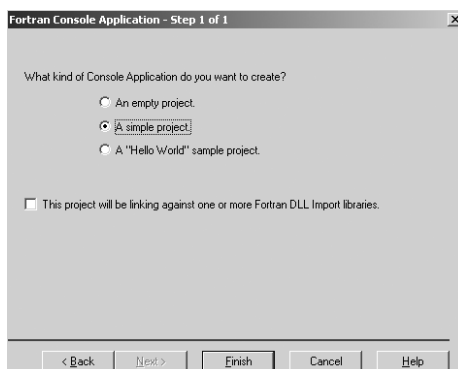 Fortran Console Application - Step 1 of 1
What kind of Console Application do you want to create?
An empty project.
A simple project.
A "Hello World" sample project.
This project will be linking against one or more Fortran DLL Import libraries.
< Back Next > Finish Cancel Help